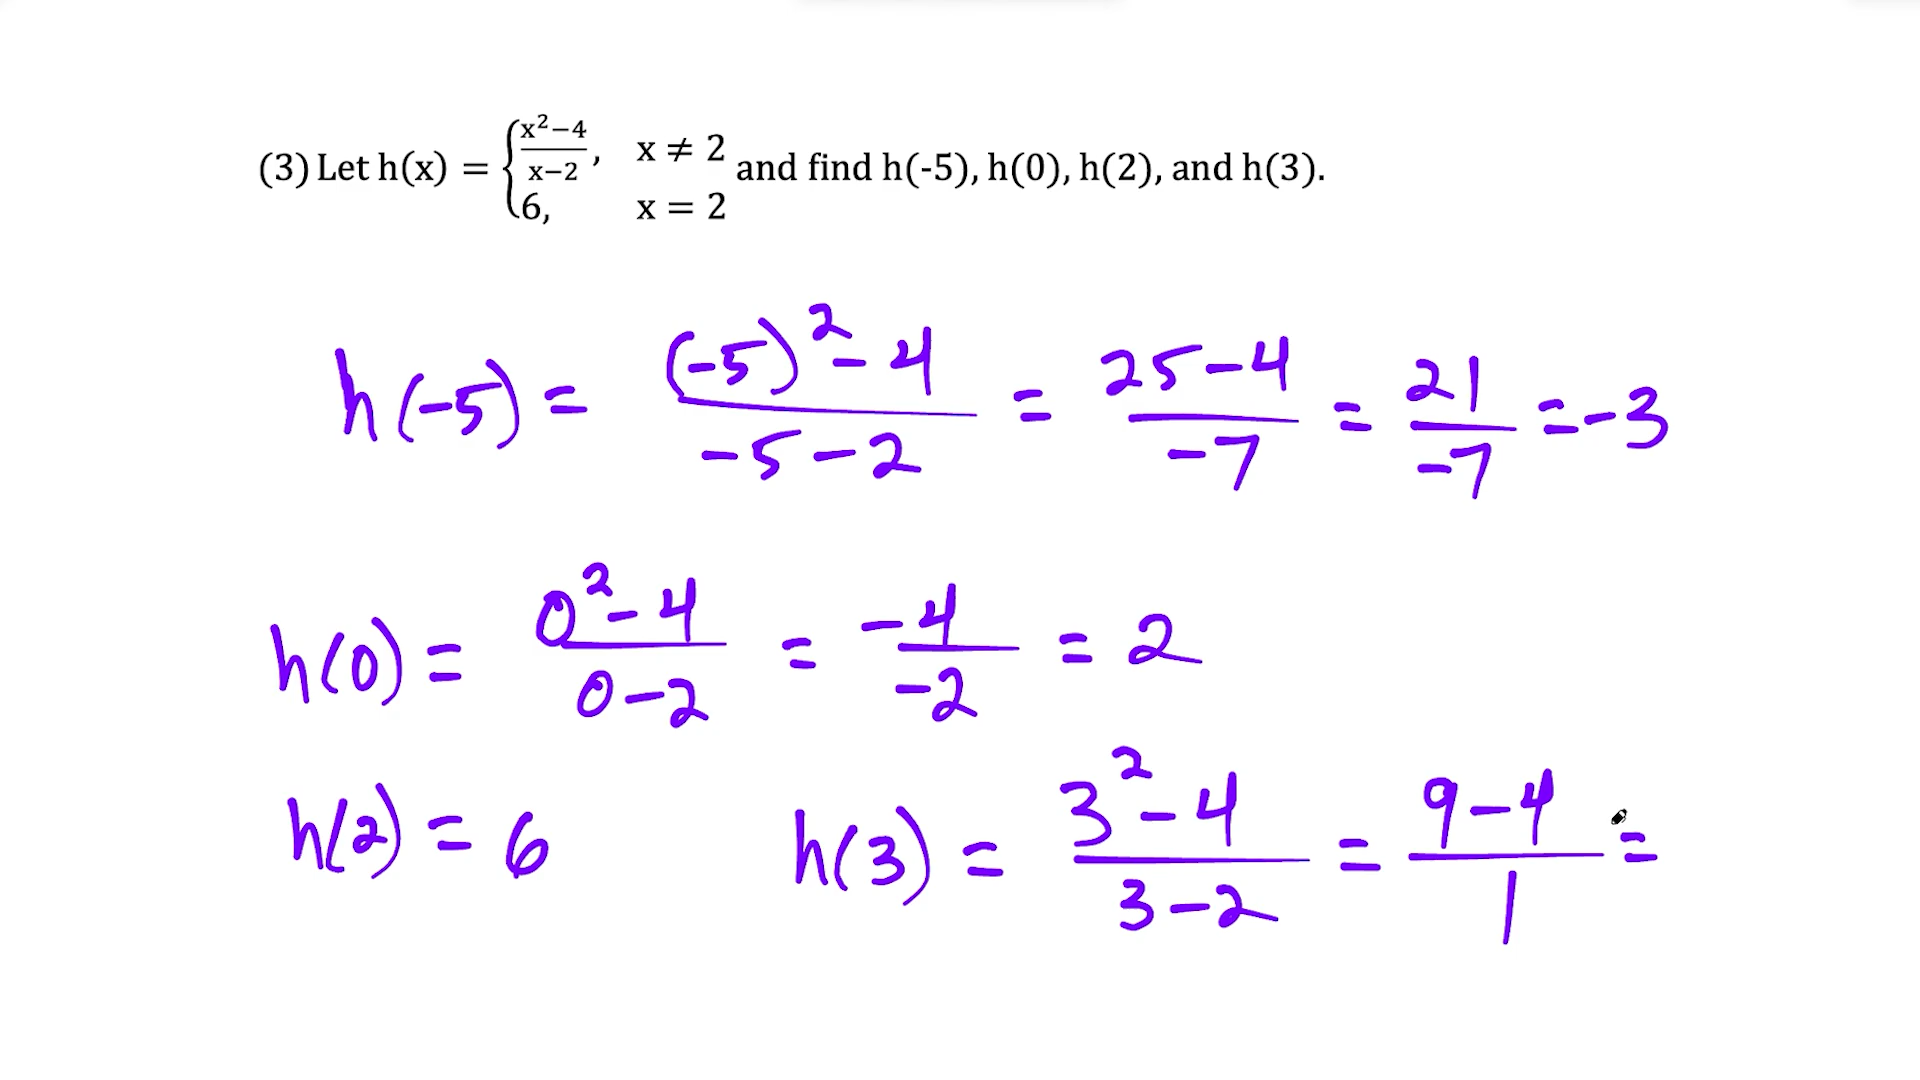 (3) Let h(x) = { (x² − 4)/(x − 2), x ≠ 2; 6, x = 2 and find h(-5), h(0), h(2), and h(3).
h(-5) = ((-5)² - 4)/(-5 - 2) = (25 - 4)/(-7) = 21/(-7) = -3
h(0) = (0² - 4)/(0 - 2) = (-4)/(-2) = 2
h(2) = 6 h(3) = (3² - 4)/(3 - 2) = (9 - 4)/1 =